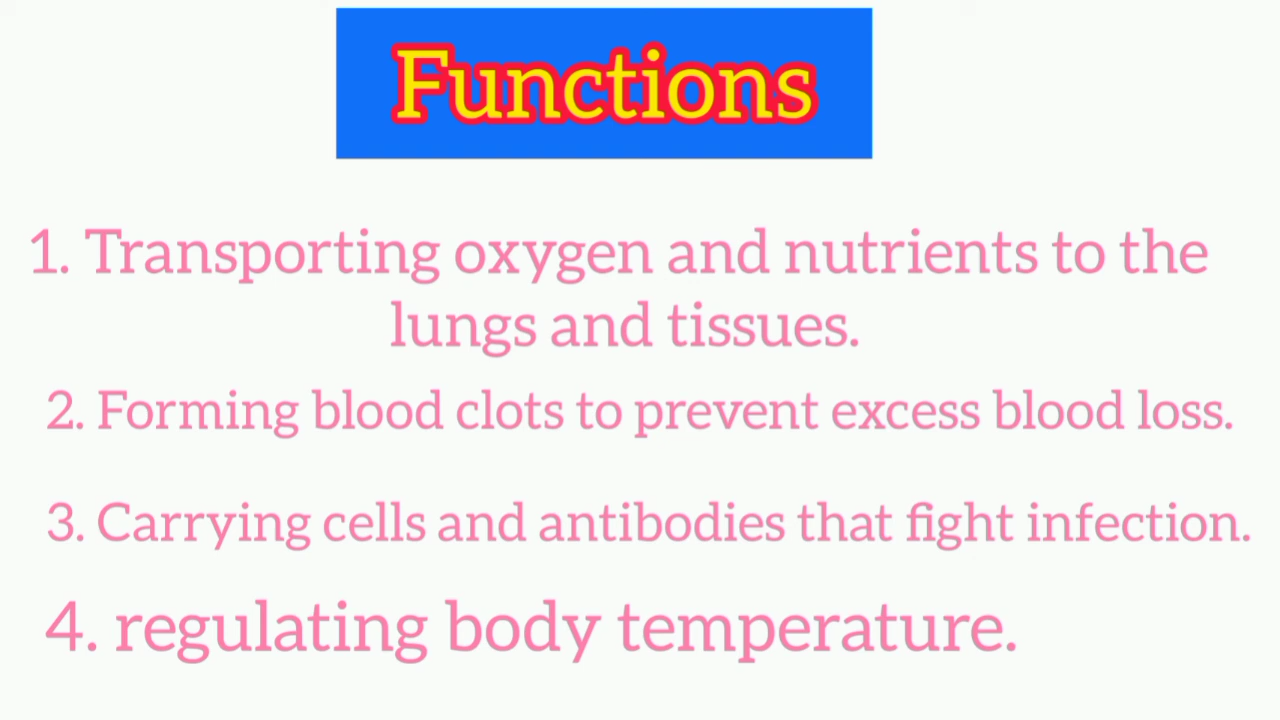 Functions
1. Transporting oxygen and nutrients to the
lungs and tissues.
2. Forming blood clots to prevent excess blood loss.
3. Carrying cells and antibodies that fight infection.
4. regulating body temperature.